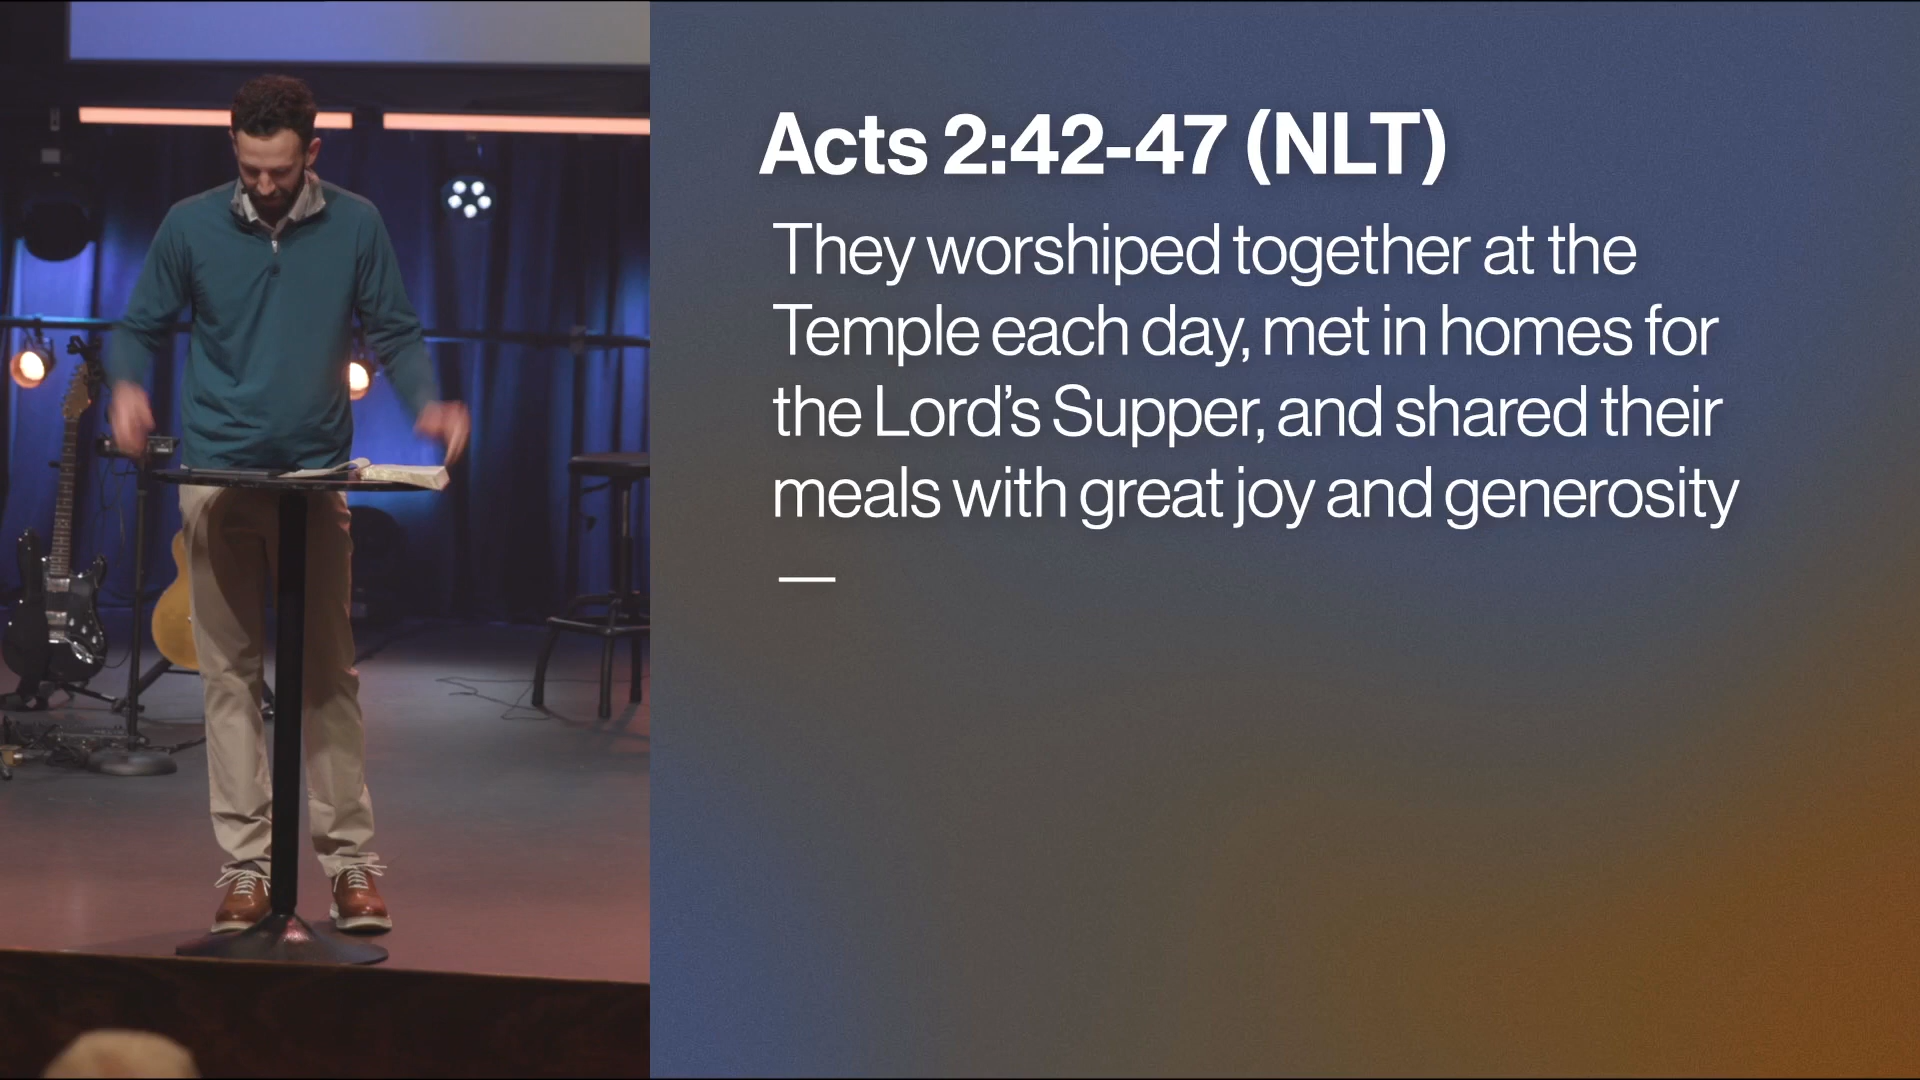 Acts 2:42-47 (NLT)
They worshiped together at the
Temple each day, met in homes for
the Lord’s Supper, and shared their
meals with great joy and generosity
—